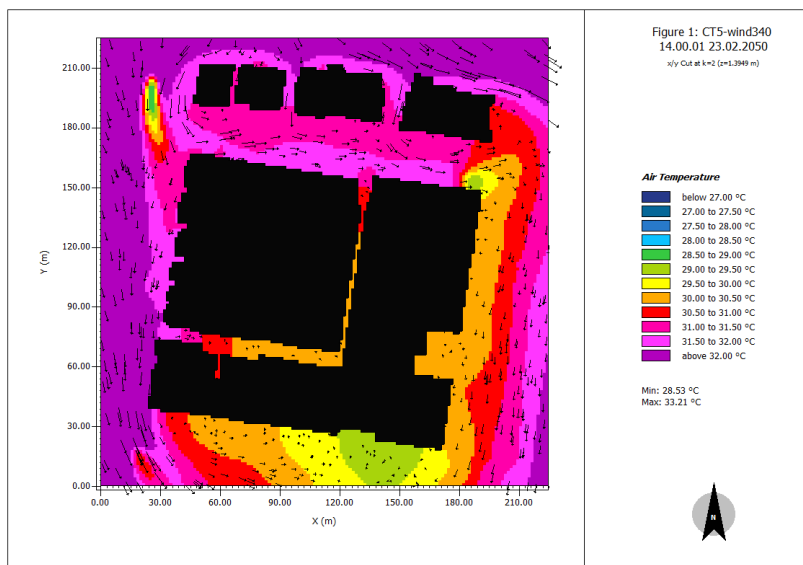 Figure 1: CT5-wind340
14.00.01 23.02.2050
x/y Cut at k=2 (z=1.3949 m)
210.00
180.00
150.00
120.00
90.00
60.00
30.00
0.00
Y (m)
0.00 30.00 60.00 90.00 120.00 150.00 180.00 210.00
X (m)
Air Temperature
below 27.00 °C
27.00 to 27.50 °C
27.50 to 28.00 °C
28.00 to 28.50 °C
28.50 to 29.00 °C
29.00 to 29.50 °C
29.50 to 30.00 °C
30.00 to 30.50 °C
30.50 to 31.00 °C
31.00 to 31.50 °C
31.50 to 32.00 °C
above 32.00 °C
Min: 28.53 °C
Max: 33.21 °C
N